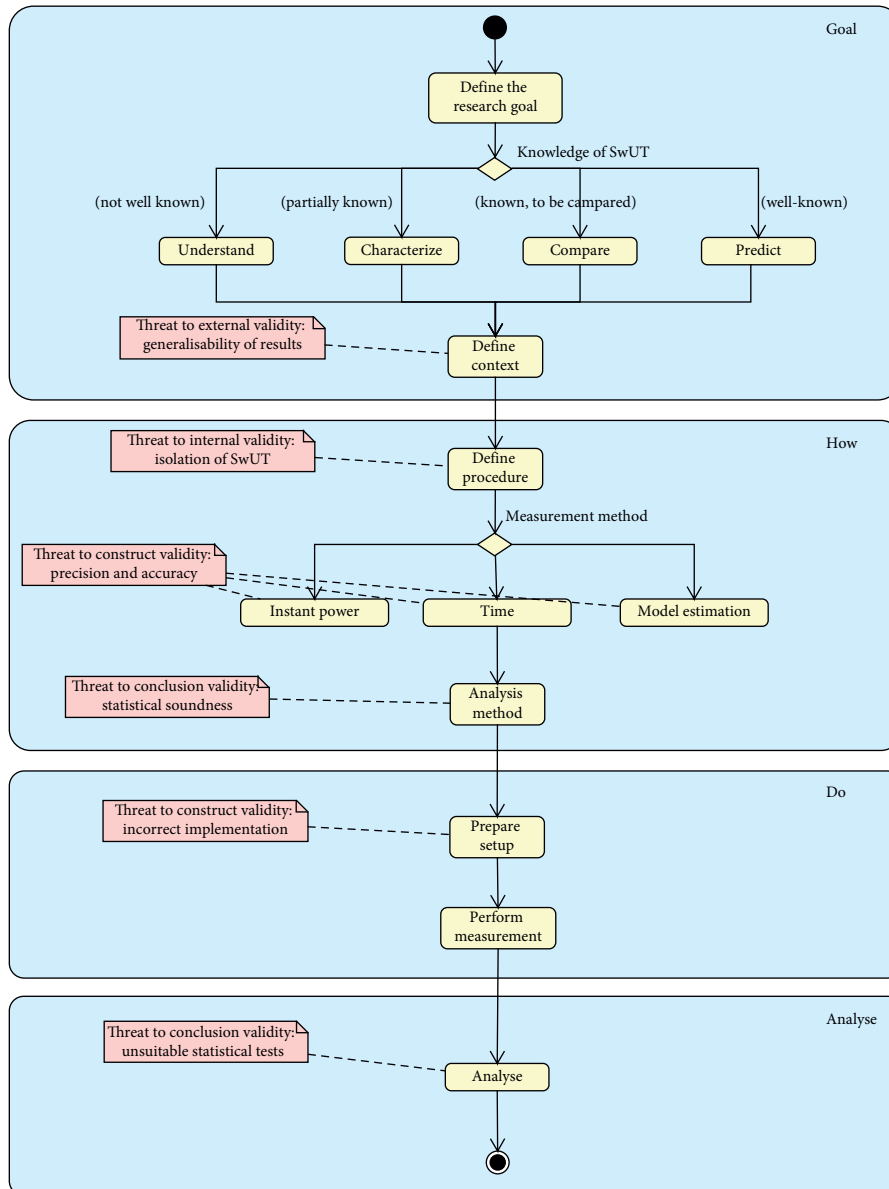 Goal
Define the
research goal
Knowledge of SwUT
(not well known)
(partially known)
(known, to be campared)
(well-known)
Understand
Characterize
Compare
Predict
Threat to external validity:
generalisability of results
Define
context
How
Threat to internal validity:
isolation of SwUT
Define
procedure
Measurement method
Threat to construct validity:
precision and accuracy
Instant power
Time
Model estimation
Threat to conclusion validity:
statistical soundness
Analysis
method
Do
Threat to construct validity:
incorrect implementation
Prepare
setup
Perform
measurement
Analyse
Threat to conclusion validity:
unsuitable statistical tests
Analyse